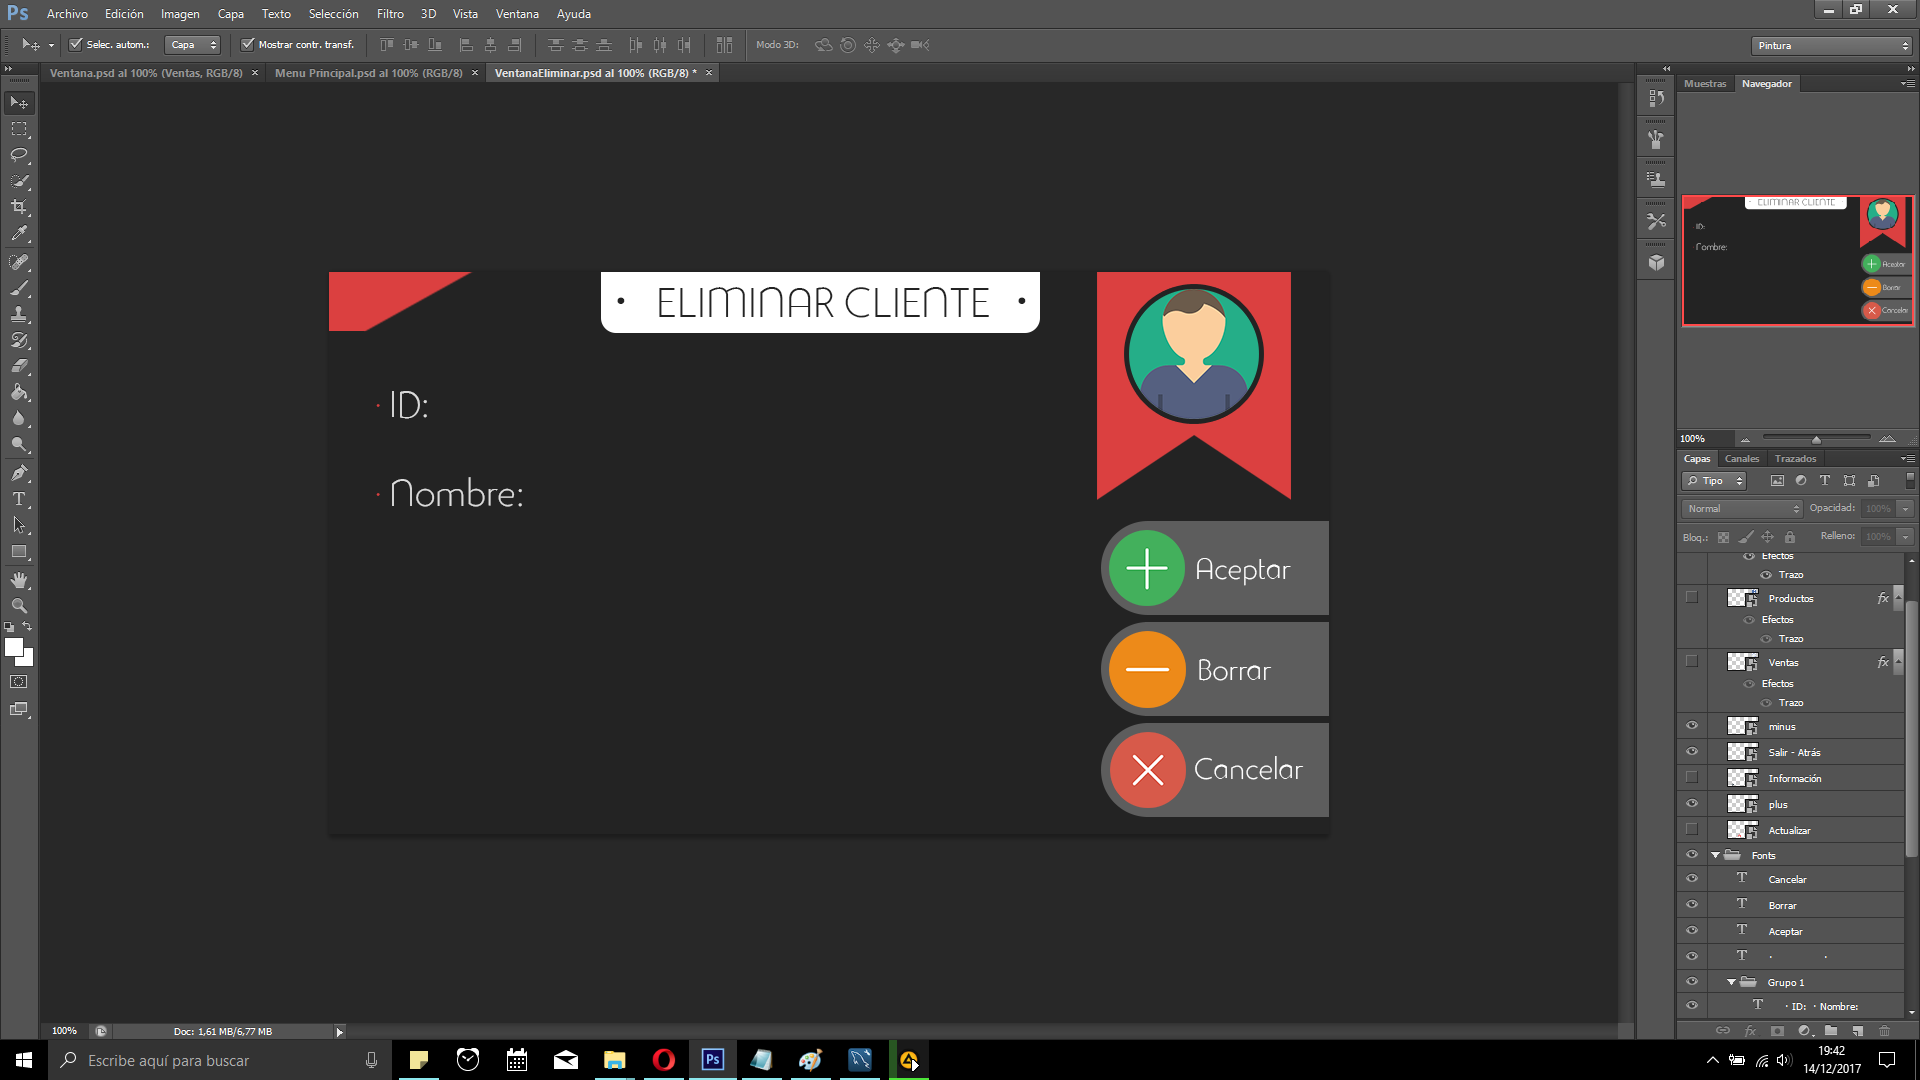 Ps Archivo Edición Imagen Capa Texto Selección Filtro 3D Vista Ventana Ayuda
Selec. autom.: Capa Mostrar contr. transf. Modo 3D: Pintura
Ventana.psd al 100% (Ventas, RGB/8) × Menu Principal.psd al 100% (RGB/8) × VentanaEliminar.psd al 100% (RGB/8) * ×
Muestras Navegador
ELIMINAR CLIENTE
ID:
Nombre:
Aceptar
Borrar
Cancelar
• ELIMINAR CLIENTE •
· ID:
· Nombre:
Aceptar
Borrar
Cancelar
100%
Capas Canales Trazados
Tipo
Normal Opacidad: 100%
Bloq.: Relleno: 100%
Efectos
Trazo
Productos fx
Efectos
Trazo
Ventas fx
Efectos
Trazo
minus
Salir - Atrás
Información
plus
Actualizar
Fonts
T Cancelar
T Borrar
T Aceptar
T · ·
Grupo 1
T · ID: · Nombre:
100% Doc: 1,61 MB/6,77 MB
Escribe aquí para buscar
Ps
19:42
14/12/2017